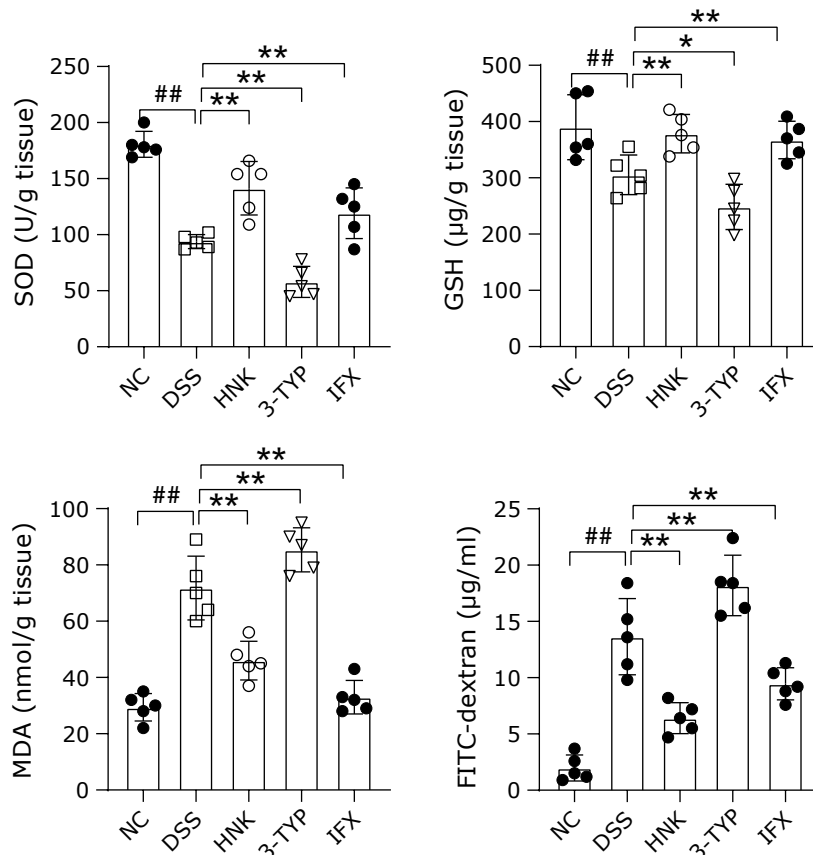 **
**
*
**
**
##
##
**
250
200
150
100
50
0
SOD (U/g tissue)
NC
DSS
HNK
3-TYP
IFX
500
400
300
200
100
0
GSH (μg/g tissue)
NC
DSS
HNK
3-TYP
IFX
**
**
##
**
100
80
60
40
20
0
MDA (nmol/g tissue)
NC
DSS
HNK
3-TYP
IFX
**
**
##
**
25
20
15
10
5
0
FITC-dextran (μg/ml)
NC
DSS
HNK
3-TYP
IFX